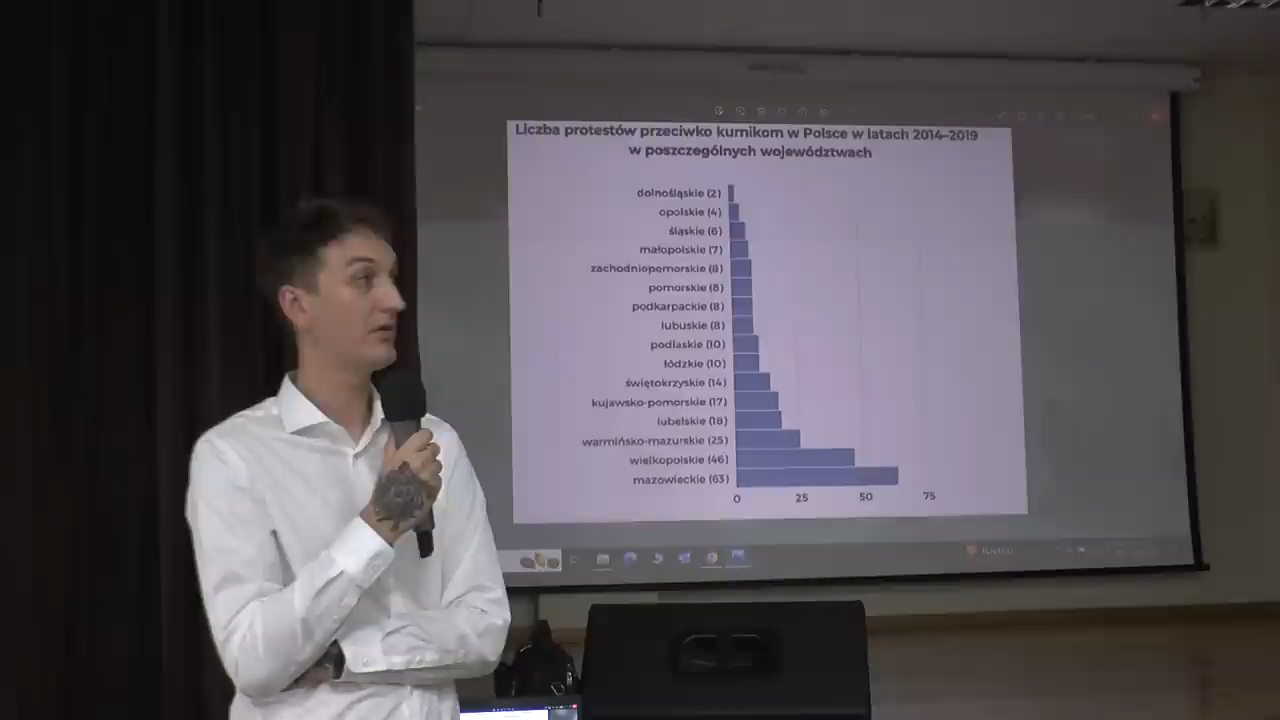 Liczba protestów przeciwko kurnikom w Polsce w latach 2014–2019
w poszczególnych województwach
dolnośląskie (2)
opolskie (4)
śląskie (6)
małopolskie (7)
zachodniopomorskie (8)
pomorskie (8)
podkarpackie (8)
lubuskie (8)
podlaskie (10)
łódzkie (10)
świętokrzyskie (14)
kujawsko-pomorskie (17)
lubelskie (18)
warmińsko-mazurskie (25)
wielkopolskie (46)
mazowieckie (63)
0 25 50 75